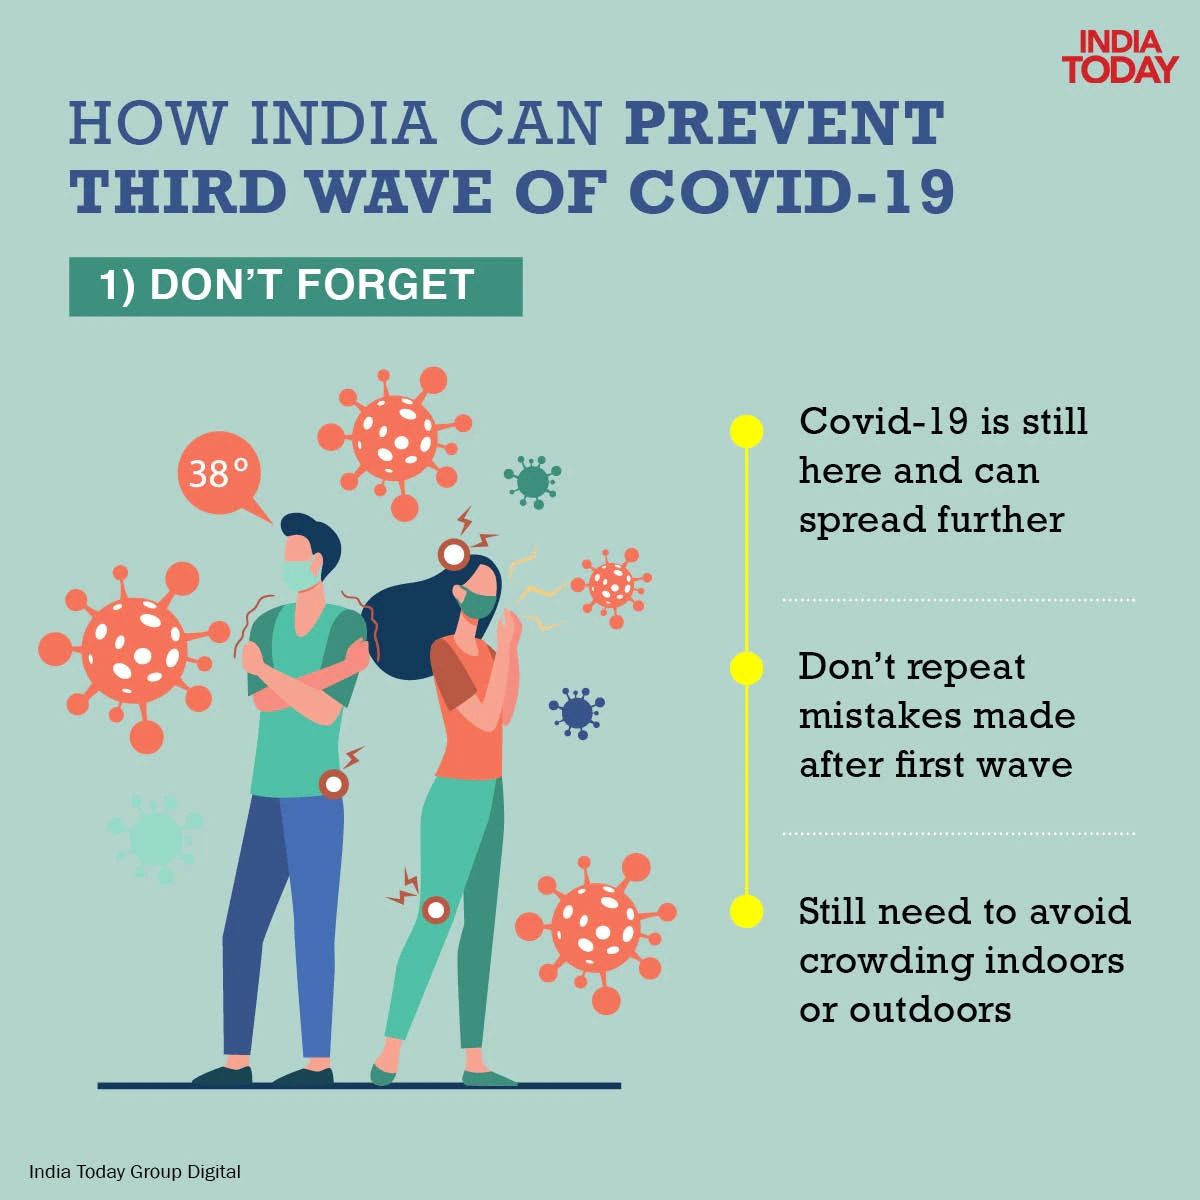 INDIA
TODAY
HOW INDIA CAN PREVENT
THIRD WAVE OF COVID-19
1) DON'T FORGET
38°
Covid-19 is still
here and can
spread further
Don't repeat
mistakes made
after first wave
Still need to avoid
crowding indoors
or outdoors
India Today Group Digital